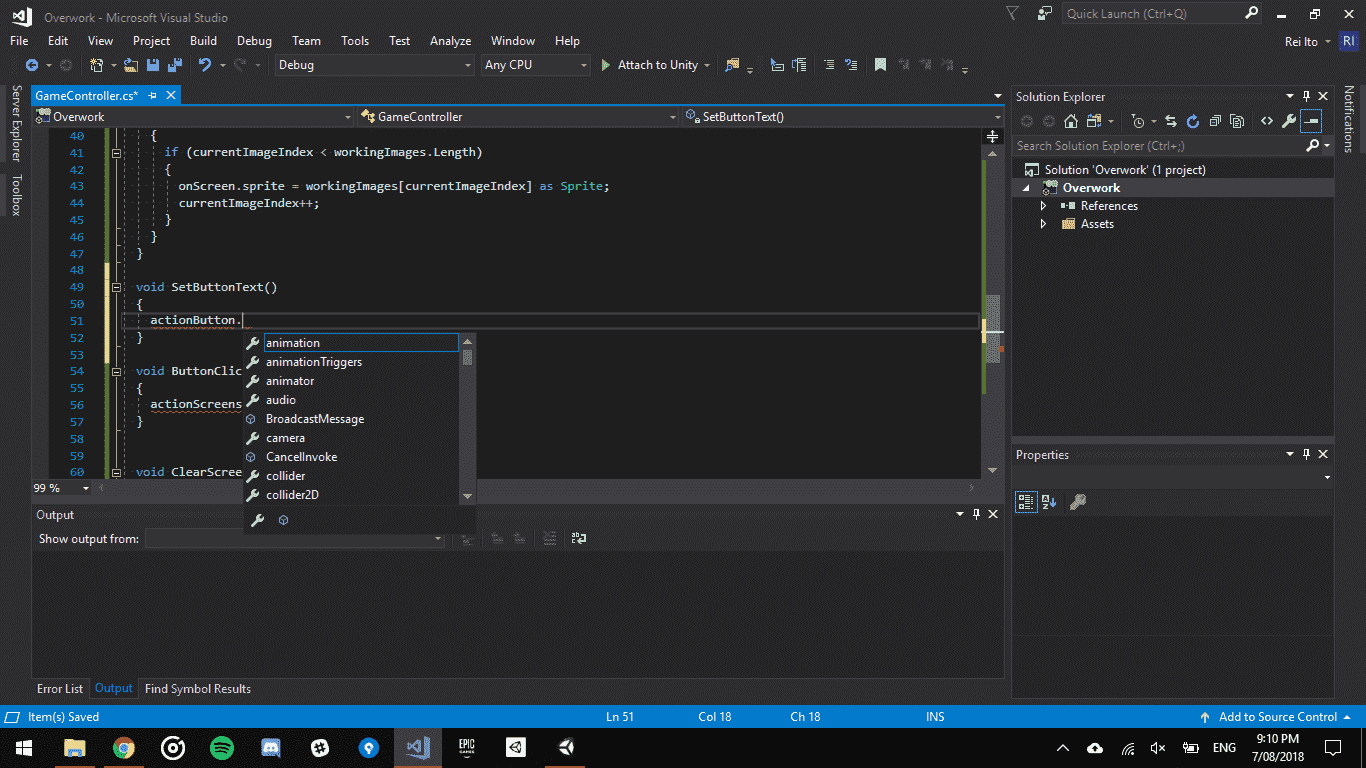 Overwork - Microsoft Visual Studio
Quick Launch (Ctrl+Q)
File Edit View Project Build Debug Team Tools Test Analyze Window Help
Rei Ito RI
Debug Any CPU Attach to Unity
Server Explorer
Toolbox
GameController.cs*
Overwork GameController SetButtonText()
40 {
41 if (currentImageIndex < workingImages.Length)
42 {
43 onScreen.sprite = workingImages[currentImageIndex] as Sprite;
44 currentImageIndex++;
45 }
46 }
47 }
48
49 void SetButtonText()
50 {
51 actionButton.
52 }
53
54 void ButtonClic
55 {
56 actionScreens
57 }
58
59
60 void ClearScree
animation
animationTriggers
animator
audio
BroadcastMessage
camera
CancelInvoke
collider
collider2D
99 %
Output
Show output from:
Error List Output Find Symbol Results
Solution Explorer
Search Solution Explorer (Ctrl+;)
Solution 'Overwork' (1 project)
Overwork
References
Assets
Properties
Notifications
Item(s) Saved Ln 51 Col 18 Ch 18 INS Add to Source Control
EPIC
GAMES
ENG
9:10 PM
7/08/2018